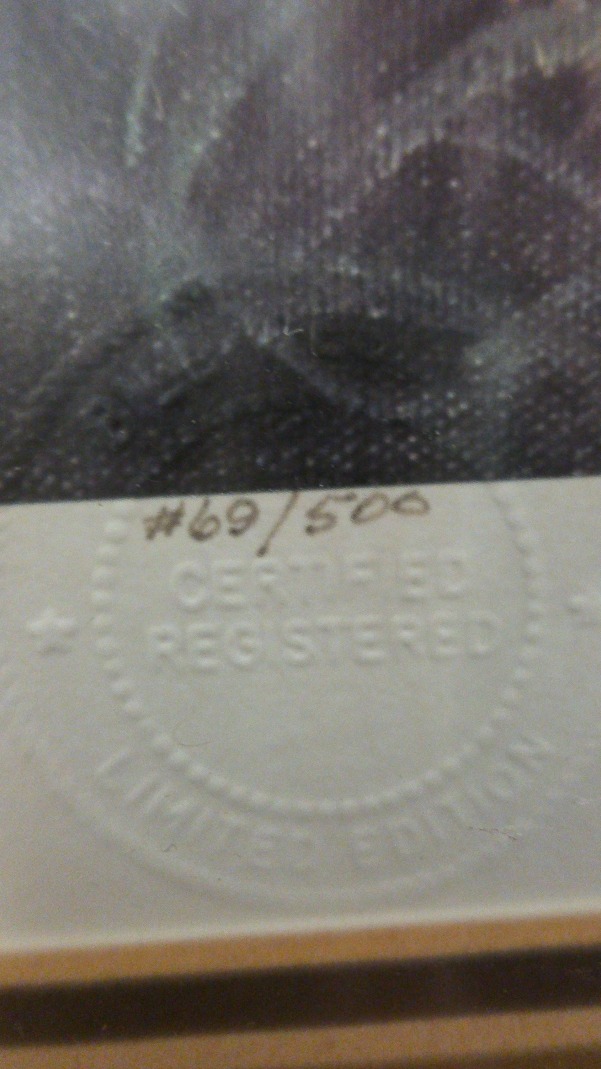 #69/500
CERTIFIED
REGISTERED
LIMITED EDITION